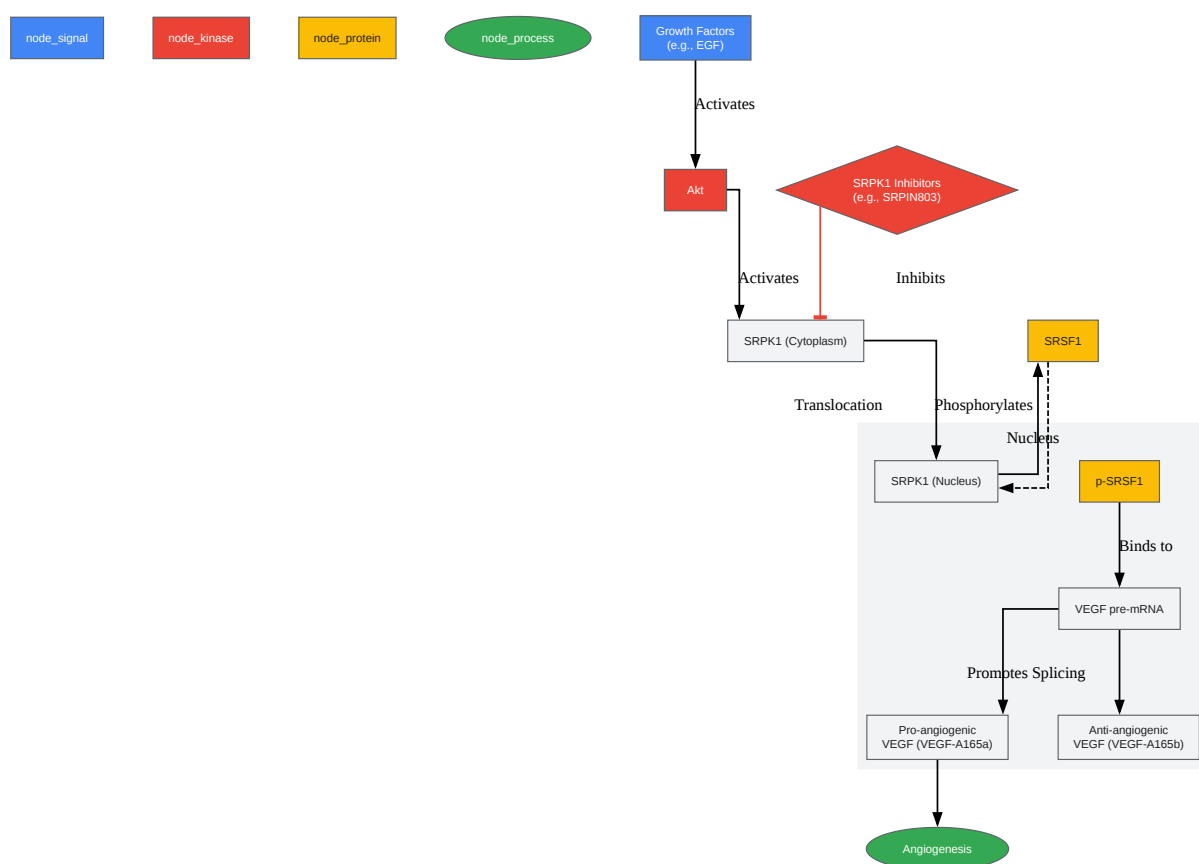 node_signal
node_kinase
node_protein
node_process
Growth Factors
(e.g., EGF)
Activates
Akt
SRPK1 Inhibitors
(e.g., SRPIN803)
Activates
Inhibits
SRPK1 (Cytoplasm)
SRSF1
Translocation
Phosphorylates
Nucleus
SRPK1 (Nucleus)
p-SRSF1
Binds to
VEGF pre-mRNA
Promotes Splicing
Pro-angiogenic
VEGF (VEGF-A165a)
Anti-angiogenic
VEGF (VEGF-A165b)
Angiogenesis